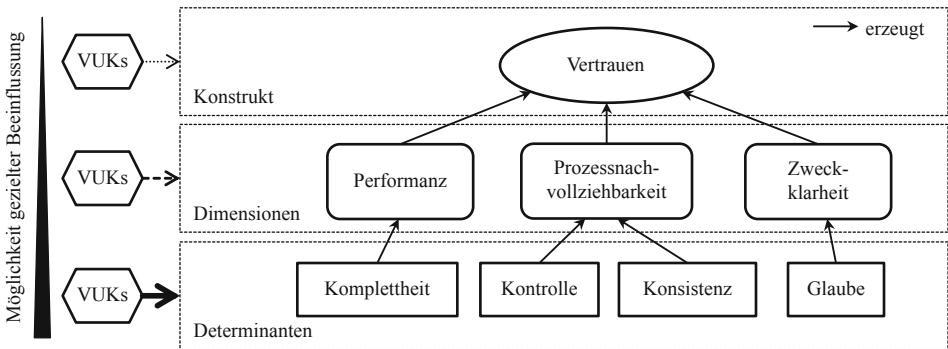 Möglichkeit gezielter Beeinflussung
VUKs
erzeugt
Vertrauen
Konstrukt
VUKs
Performanz
Prozessnach-
vollziehbarkeit
Zweck-
klarheit
Dimensionen
VUKs
Komplettheit
Kontrolle
Konsistenz
Glaube
Determinanten